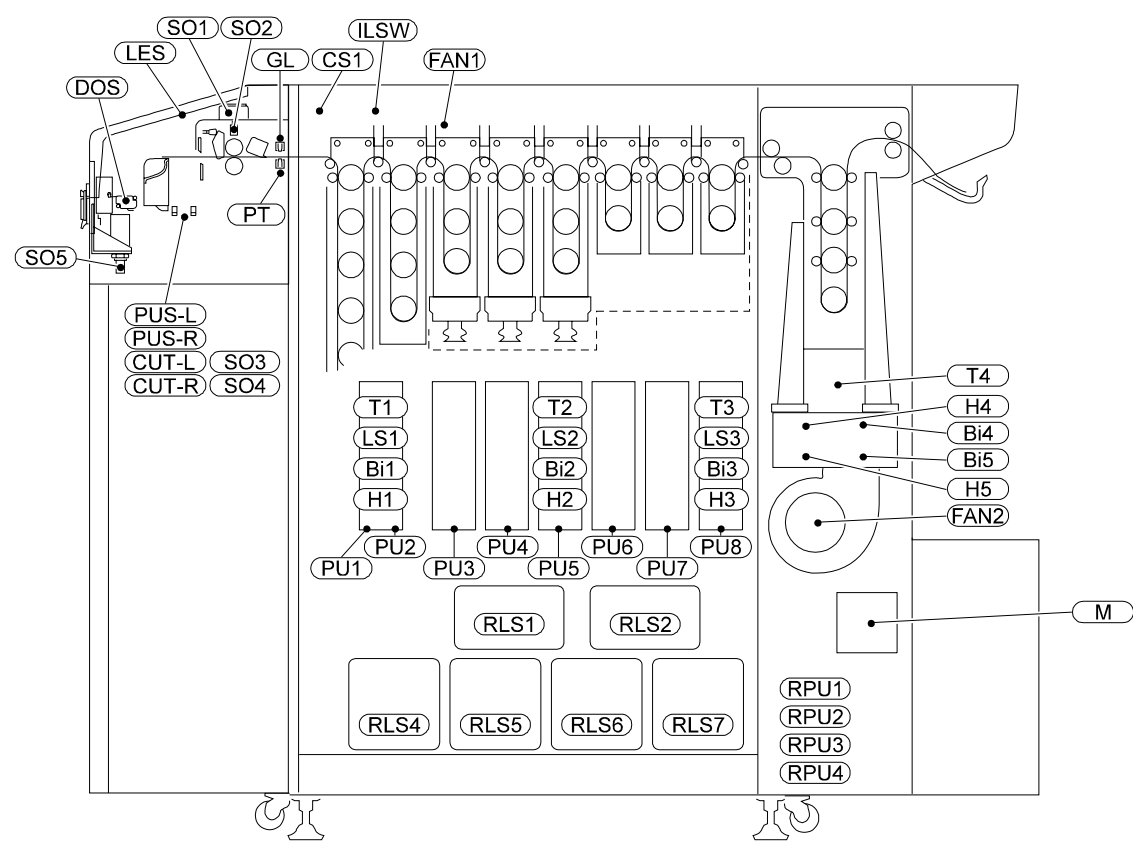 SO1 SO2 ILSW
LES GL CS1 FAN1
DOS
PT
SO5
PUS-L
PUS-R
CUT-L SO3
CUT-R SO4
T4
T1 T2 T3 H4
LS1 LS2 LS3 Bi4
Bi1 Bi2 Bi3 Bi5
H1 H2 H3 H5
FAN2
PU2 PU4 PU6 PU8
PU1 PU3 PU5 PU7
M
RLS1 RLS2
RPU1
RLS4 RLS5 RLS6 RLS7 RPU2
RPU3
RPU4